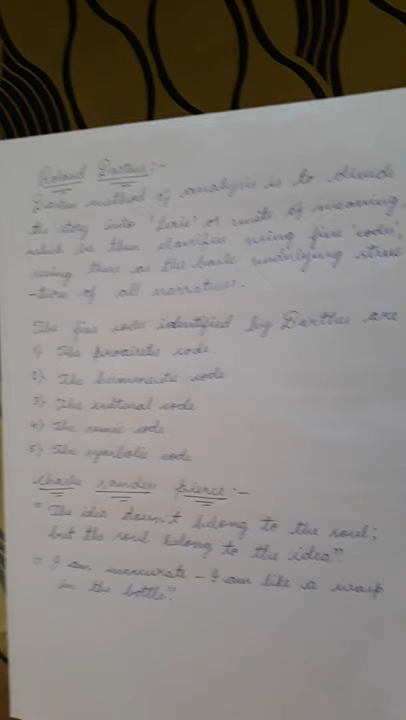 Roland Barthes:-
Barthes method of analysis is to divide
the story into 'lexis' or units of meaning,
which he then classifies using five 'codes',
seeing these as the basic underlying struc
-ture of all narratives.
The five codes identified by Barthes are
1) The proairetic code.
2) The hermeneutic code
3) The cultural code
4) The semic code
5) The symbolic code
Charles sanders peirce:-
"The idea doesn't belong to the soul;
but the soul belong to the idea".
" I am inaccurate - I am like a wasp
in the bottle".